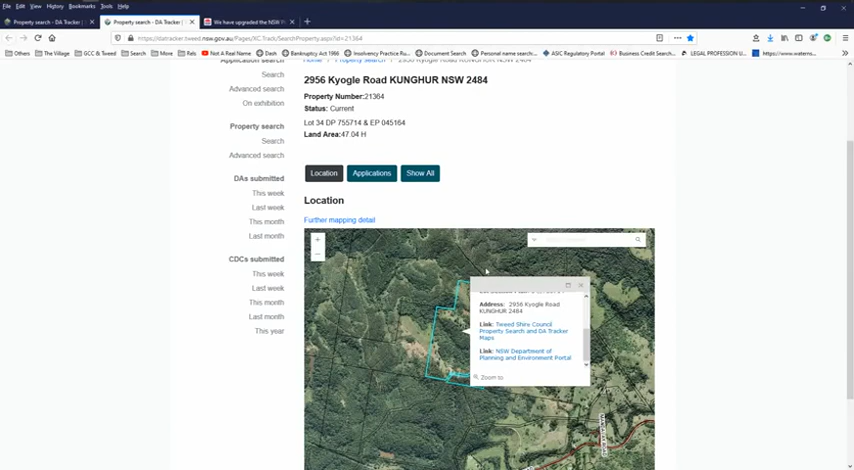 File Edit View History Bookmarks Tools Help
Property search - DA Tracker |
Property search - DA Tracker |
We have upgraded the NSW
https://datracker.tweed.nsw.gov.au/Pages/XC.Track/SearchProperty.aspx?id=21364
Others The Village GCC & Tweed Search More Rels Not A Real Name Dash Bankruptcy Act 1966 Insolvency Practice Ru... Document Search Personal name search... ASIC Regulatory Portal Business Credit Search... LEGAL PROFESSION U...
Application search
Search
Advanced search
On exhibition
Property search
Search
Advanced search
DAs submitted
This week
Last week
This month
Last month
CDCs submitted
This week
Last week
This month
Last month
This year
Home Property Search 2956 Kyogle Road KUNGHUR NSW 2484
2956 Kyogle Road KUNGHUR NSW 2484
Property Number:21364
Status: Current
Lot 34 DP 755714 & EP 045164
Land Area:47.04 H
Location Applications Show All
Location
Further mapping detail
Address: 2956 Kyogle Road
KUNGHUR 2484
Link: Tweed Shire Council
Property Search and DA Tracker
Maps
Link: NSW Department of
Planning and Environment Portal
Zoom to